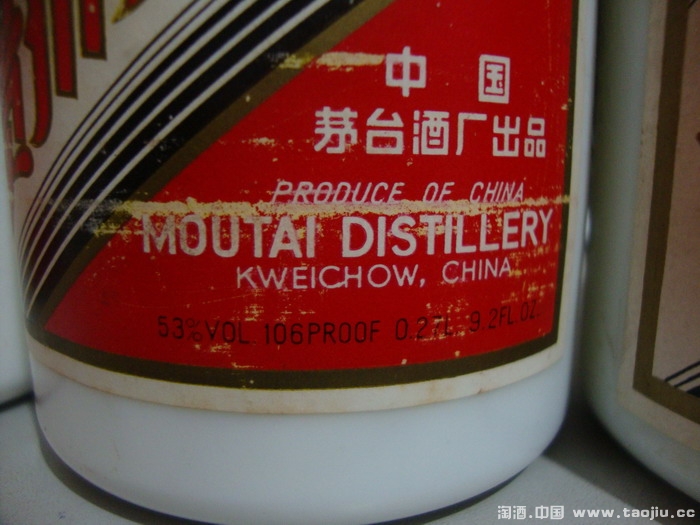 中 国
茅台酒厂出品
PRODUCE OF CHINA
MOUTAI DISTILLERY
KWEICHOW, CHINA
53%VOL 106PROOF 0.27L 9.2FL.OZ.
淘酒.中国 www.taojiu.cc